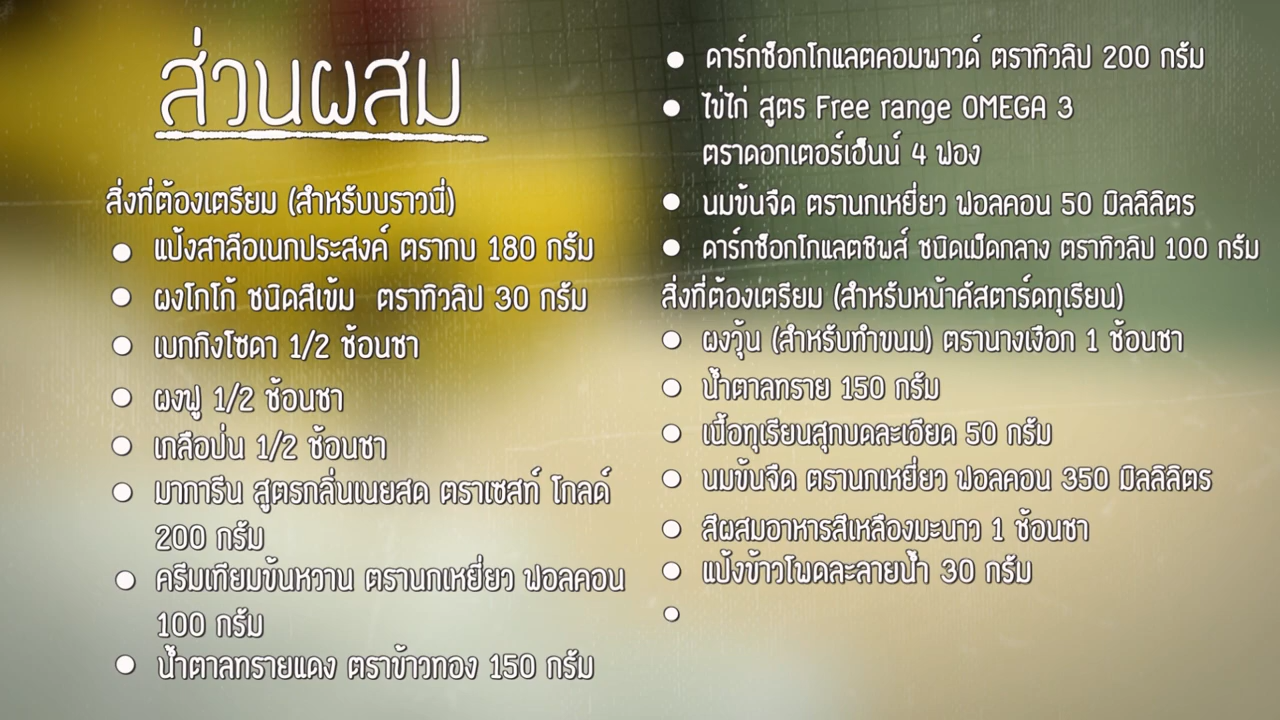 ส่วนผสม
สิ่งที่ต้องเตรียม (สำหรับบราวนี่)
แป้งสาลีอเนกประสงค์ ตรากบ 180 กรัม
ผงโกโก้ ชนิดสีเข้ม ตราทิวลิป 30 กรัม
เบกกิงโซดา 1/2 ช้อนชา
ผงฟู 1/2 ช้อนชา
เกลือป่น 1/2 ช้อนชา
มาการีน สูตรกลิ่นเนยสด ตราเซสท์ โกลด์
200 กรัม
ครีมเทียมข้นหวาน ตรานกเหยี่ยว ฟอลคอน
100 กรัม
น้ำตาลทรายแดง ตราข้าวทอง 150 กรัม
ดาร์กช็อกโกแลตคอมพาวด์ ตราทิวลิป 200 กรัม
ไข่ไก่ สูตร Free range OMEGA 3
ตราดอกเตอร์เฮ็นน์ 4 ฟอง
นมข้นจืด ตรานกเหยี่ยว ฟอลคอน 50 มิลลิลิตร
ดาร์กช็อกโกแลตชิพส์ ชนิดเม็ดกลาง ตราทิวลิป 100 กรัม
สิ่งที่ต้องเตรียม (สำหรับหน้าคัสตาร์ดทุเรียน)
ผงวุ้น (สำหรับทำขนม) ตรานางเงือก 1 ช้อนชา
น้ำตาลทราย 150 กรัม
เนื้อทุเรียนสุกบดละเอียด 50 กรัม
นมข้นจืด ตรานกเหยี่ยว ฟอลคอน 350 มิลลิลิตร
สีผสมอาหารสีเหลืองมะนาว 1 ช้อนชา
แป้งข้าวโพดละลายน้ำ 30 กรัม